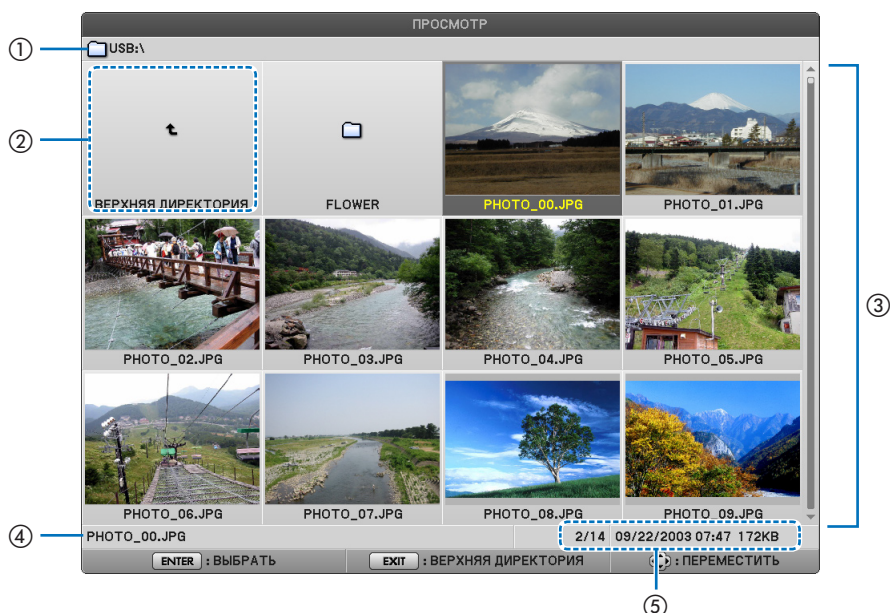 ПРОСМОТР
① USB:\
② ВЕРХНЯЯ ДИРЕКТОРИЯ FLOWER PHOTO_00.JPG PHOTO_01.JPG
③
PHOTO_02.JPG PHOTO_03.JPG PHOTO_04.JPG PHOTO_05.JPG
PHOTO_06.JPG PHOTO_07.JPG PHOTO_08.JPG PHOTO_09.JPG
④ PHOTO_00.JPG 2/14 09/22/2003 07:47 172KB
ENTER : ВЫБРАТЬ EXIT : ВЕРХНЯЯ ДИРЕКТОРИЯ : ПЕРЕМЕСТИТЬ
⑤